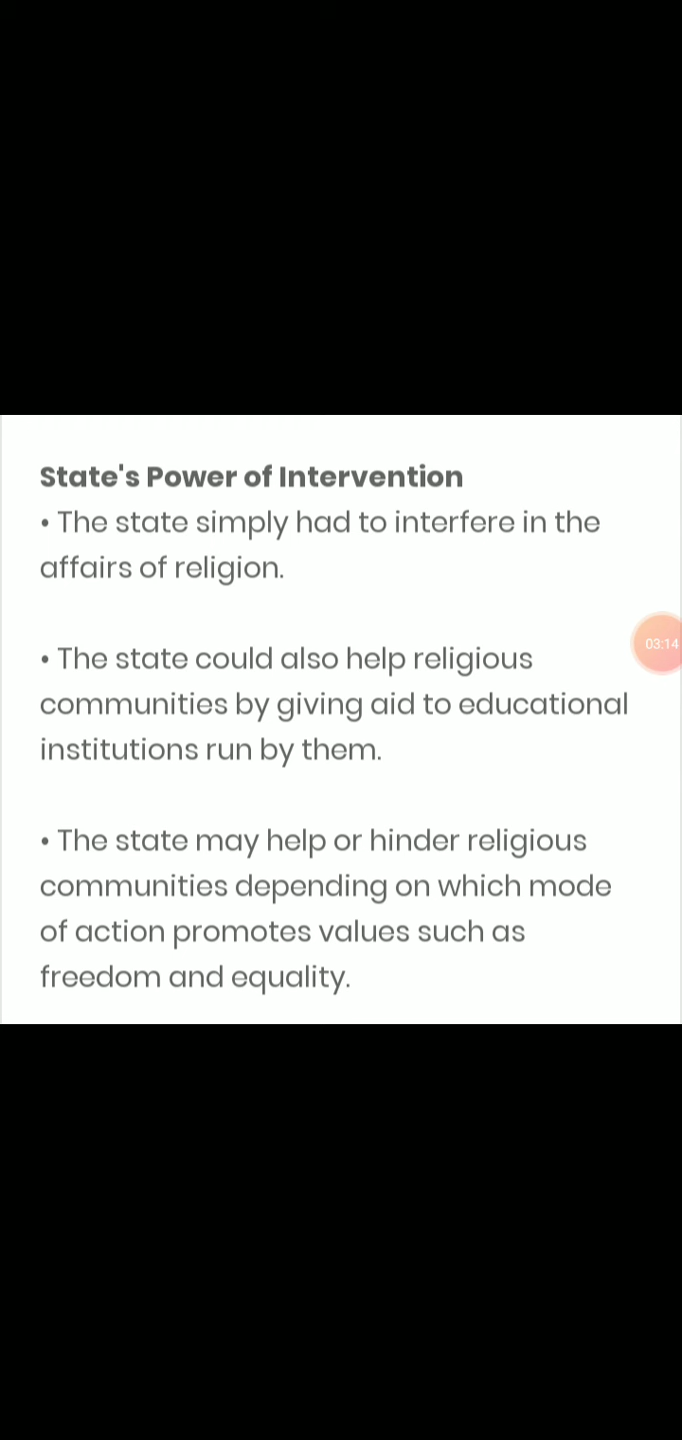 State's Power of Intervention
• The state simply had to interfere in the
affairs of religion.
• The state could also help religious
03:14
communities by giving aid to educational
institutions run by them.
• The state may help or hinder religious
communities depending on which mode
of action promotes values such as
freedom and equality.